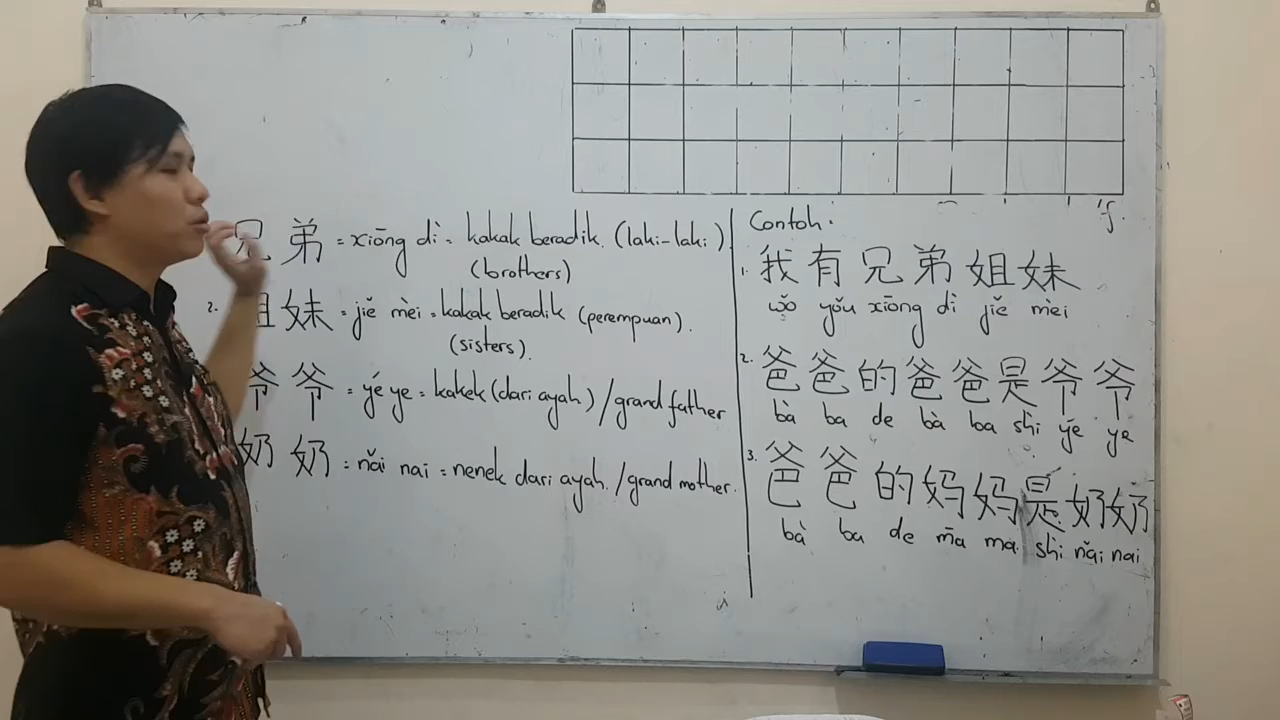 兄弟 = xiōng dì = kakak beradik. (laki-laki)
(brothers)
2. 姐妹 = jiě mèi = kakak beradik (perempuan).
(sisters).
爷爷 = yé ye = kakek (dari ayah) / grand father
奶奶 = nǎi nai = nenek dari ayah. / grand mother.
Contoh:
1. 我有兄弟姐妹
wǒ yǒu xiōng dì jiě mèi
2. 爸爸的爸爸是爷爷
bà ba de bà ba shì yé ye
3. 爸爸的妈妈是奶奶
bà ba de mā ma shì nǎi nai